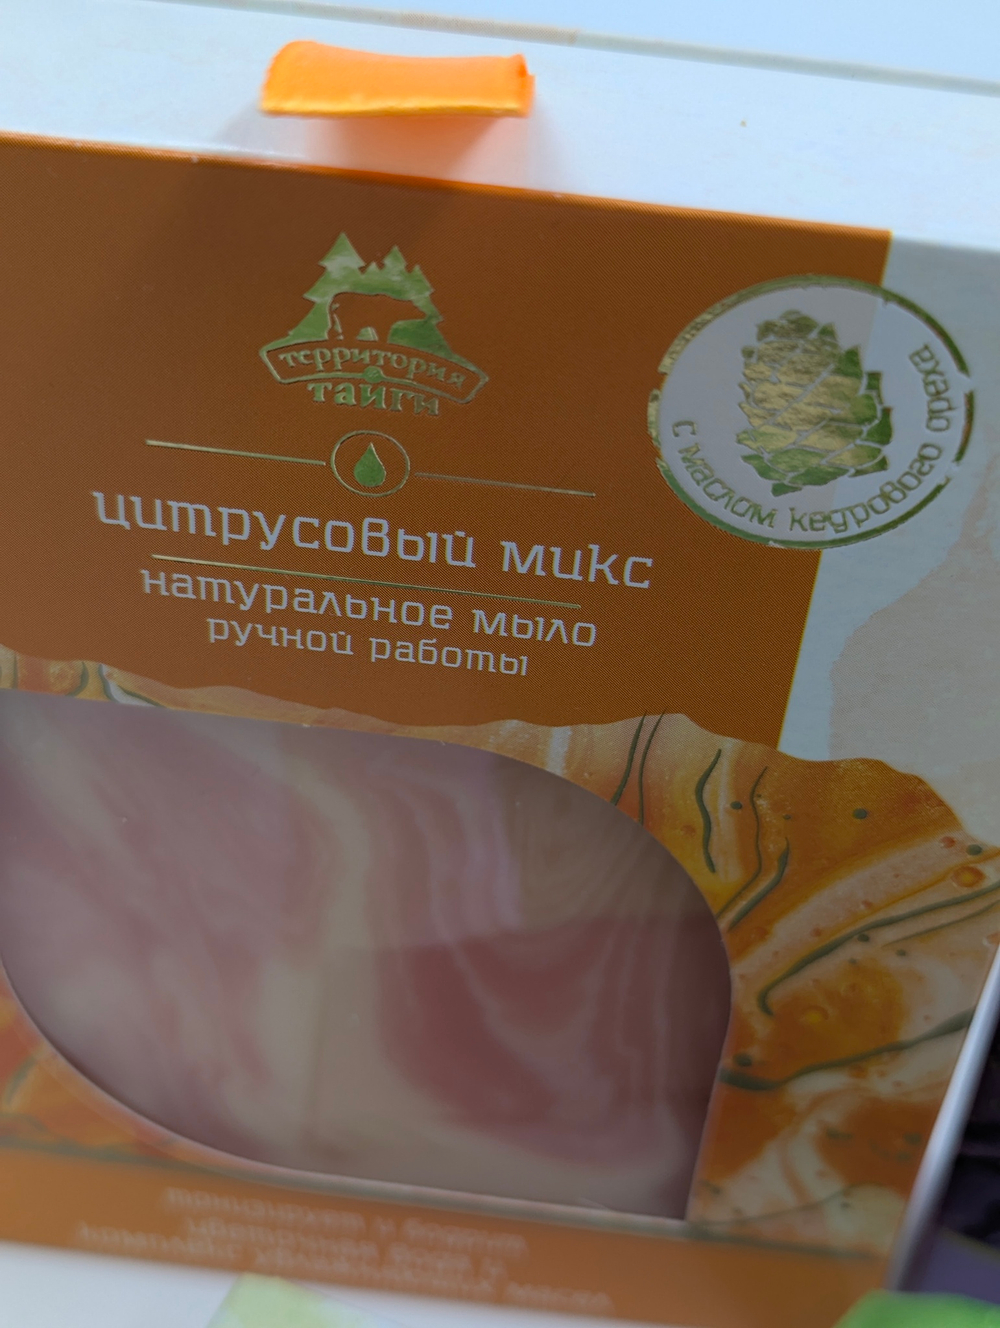 территория
тайги
с маслом кедрового ореха
цитрусовый микс
натуральное мыло
ручной работы